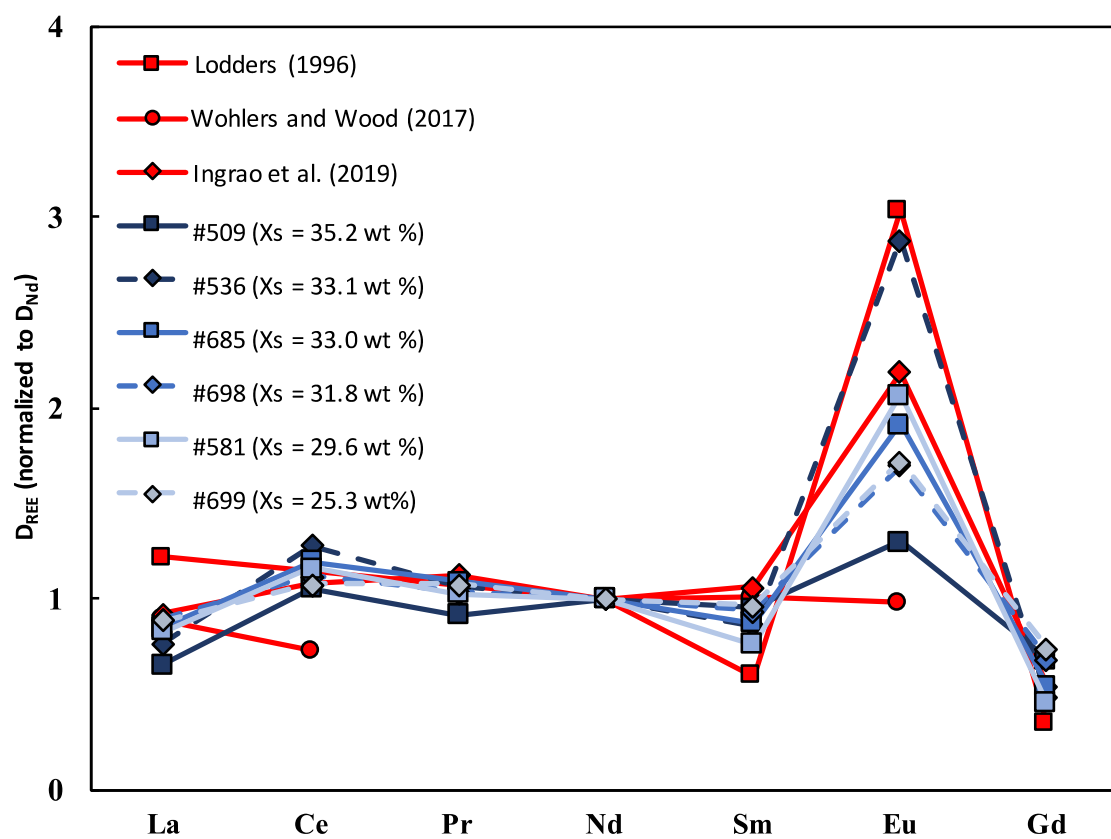 4
3
2
1
0
D_REE (normalized to D_Nd)
Lodders (1996)
Wohlers and Wood (2017)
Ingrao et al. (2019)
#509 (Xs = 35.2 wt %)
#536 (Xs = 33.1 wt %)
#685 (Xs = 33.0 wt %)
#698 (Xs = 31.8 wt %)
#581 (Xs = 29.6 wt %)
#699 (Xs = 25.3 wt%)
La Ce Pr Nd Sm Eu Gd